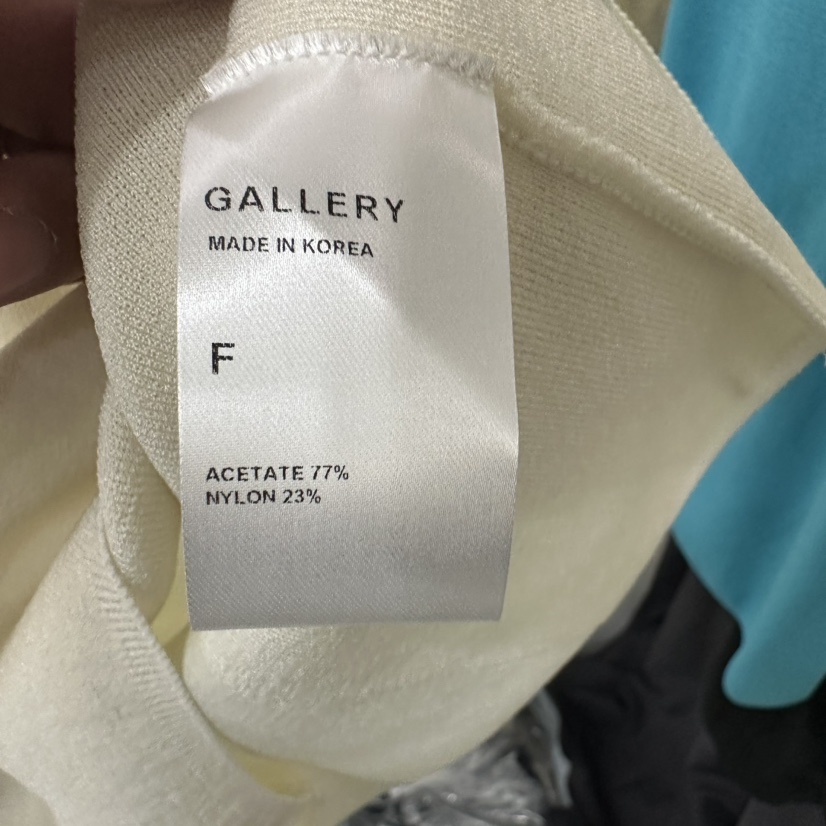 GALLERY
MADE IN KOREA
F
ACETATE 77%
NYLON 23%